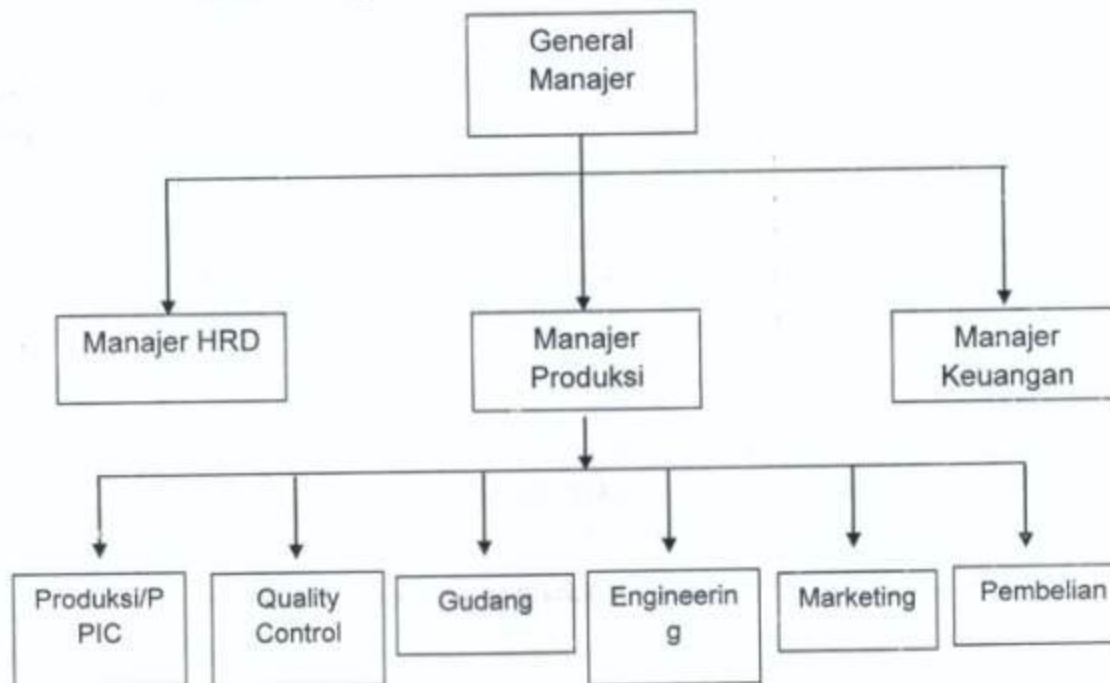 General
Manajer
Manajer HRD
Manajer
Produksi
Manajer
Keuangan
Produksi/P
PIC
Quality
Control
Gudang
Engineerin
g
Marketing
Pembelian